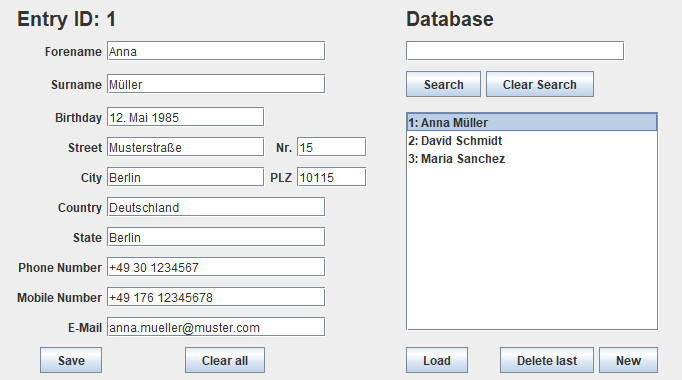 Entry ID: 1
Forename Anna
Surname Müller
Birthday 12. Mai 1985
Street Musterstraße Nr. 15
City Berlin PLZ 10115
Country Deutschland
State Berlin
Phone Number +49 30 1234567
Mobile Number +49 176 12345678
E-Mail anna.mueller@muster.com
Save Clear all
Database
Search Clear Search
1: Anna Müller
2: David Schmidt
3: Maria Sanchez
Load Delete last New